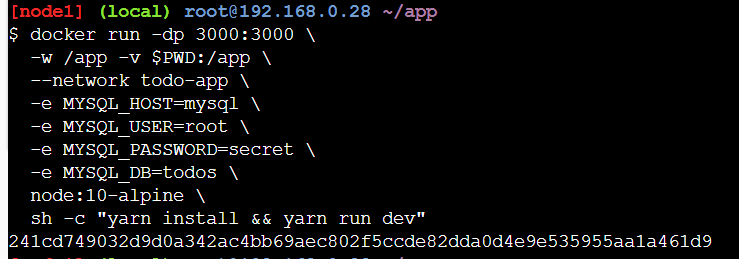 [node1] (local) root@192.168.0.28 ~/app
$ docker run -dp 3000:3000 \
  -w /app -v $PWD:/app \
  --network todo-app \
  -e MYSQL_HOST=mysql \
  -e MYSQL_USER=root \
  -e MYSQL_PASSWORD=secret \
  -e MYSQL_DB=todos \
  node:10-alpine \
  sh -c "yarn install && yarn run dev"
241cd749032d9d0a342ac4bb69aec802f5ccde82dda0d4e9e535955aa1a461d9